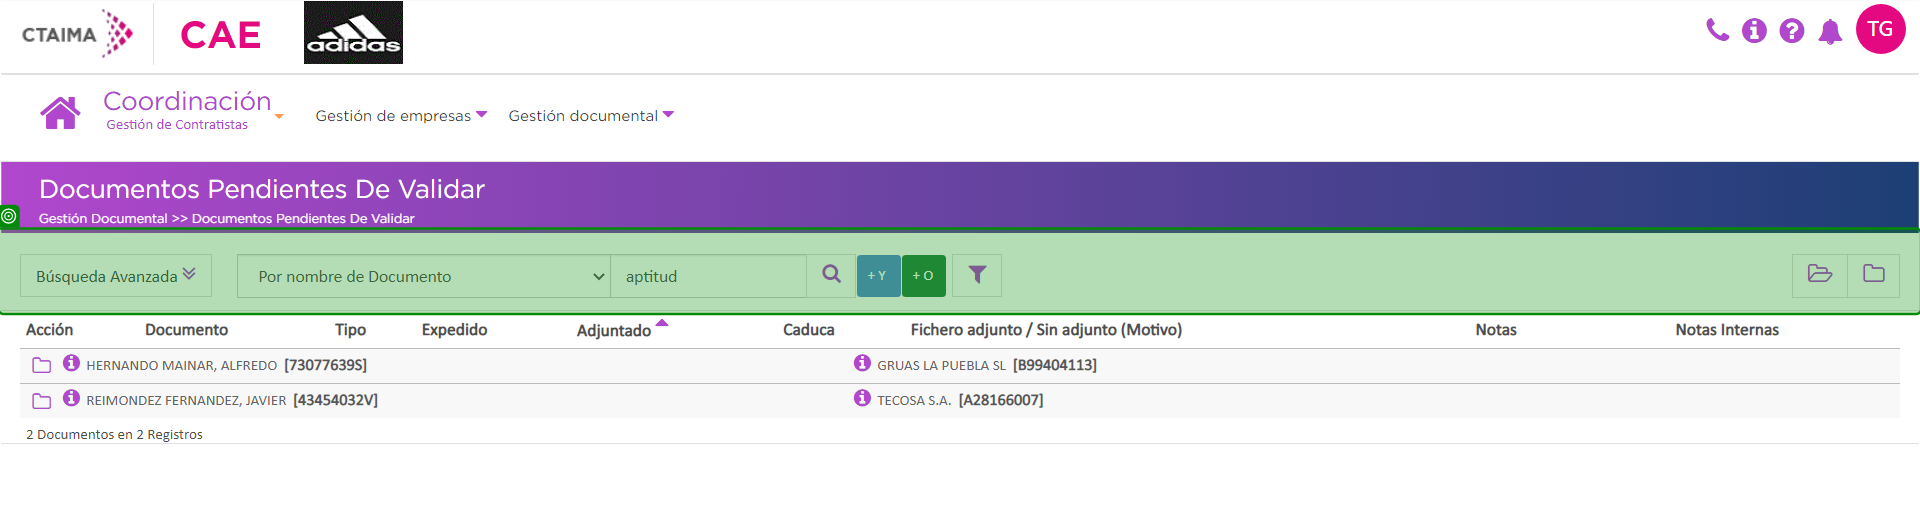 CTAIMA
CAE
adidas
TG
Coordinación
Gestión de Contratistas
Gestión de empresas
Gestión documental
Documentos Pendientes De Validar
Gestión Documental >> Documentos Pendientes De Validar
Búsqueda Avanzada
Por nombre de Documento
aptitud
+ Y
+ O
Acción Documento Tipo Expedido Adjuntado Caduca Fichero adjunto / Sin adjunto (Motivo) Notas Notas Internas
HERNANDO MAINAR, ALFREDO [73077639S] GRUAS LA PUEBLA SL [B99404113]
REIMONDEZ FERNANDEZ, JAVIER [43454032V] TECOSA S.A. [A28166007]
2 Documentos en 2 Registros